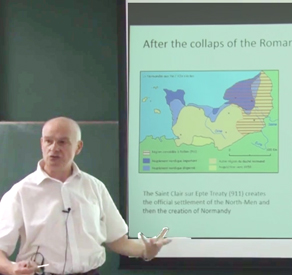 After the collaps of the Roma
The Saint Clair sur Epte Treaty (911) creates
the official settlement of the North Men and
then the creation of Normandy